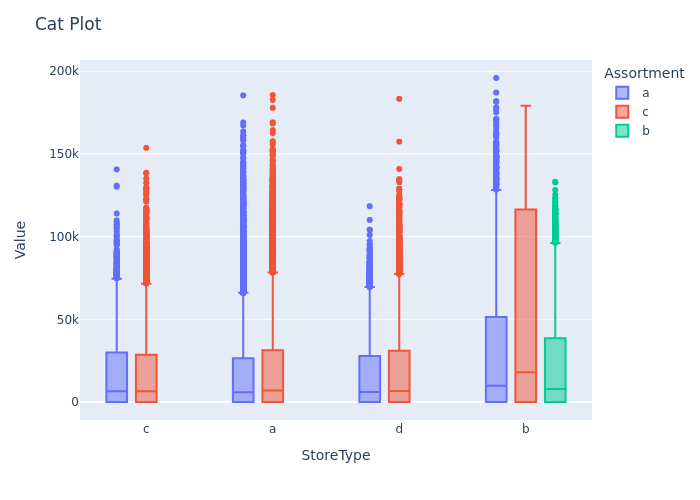 Cat Plot
Assortment
a
c
b
Value
200k
150k
100k
50k
0
c
a
d
b
StoreType